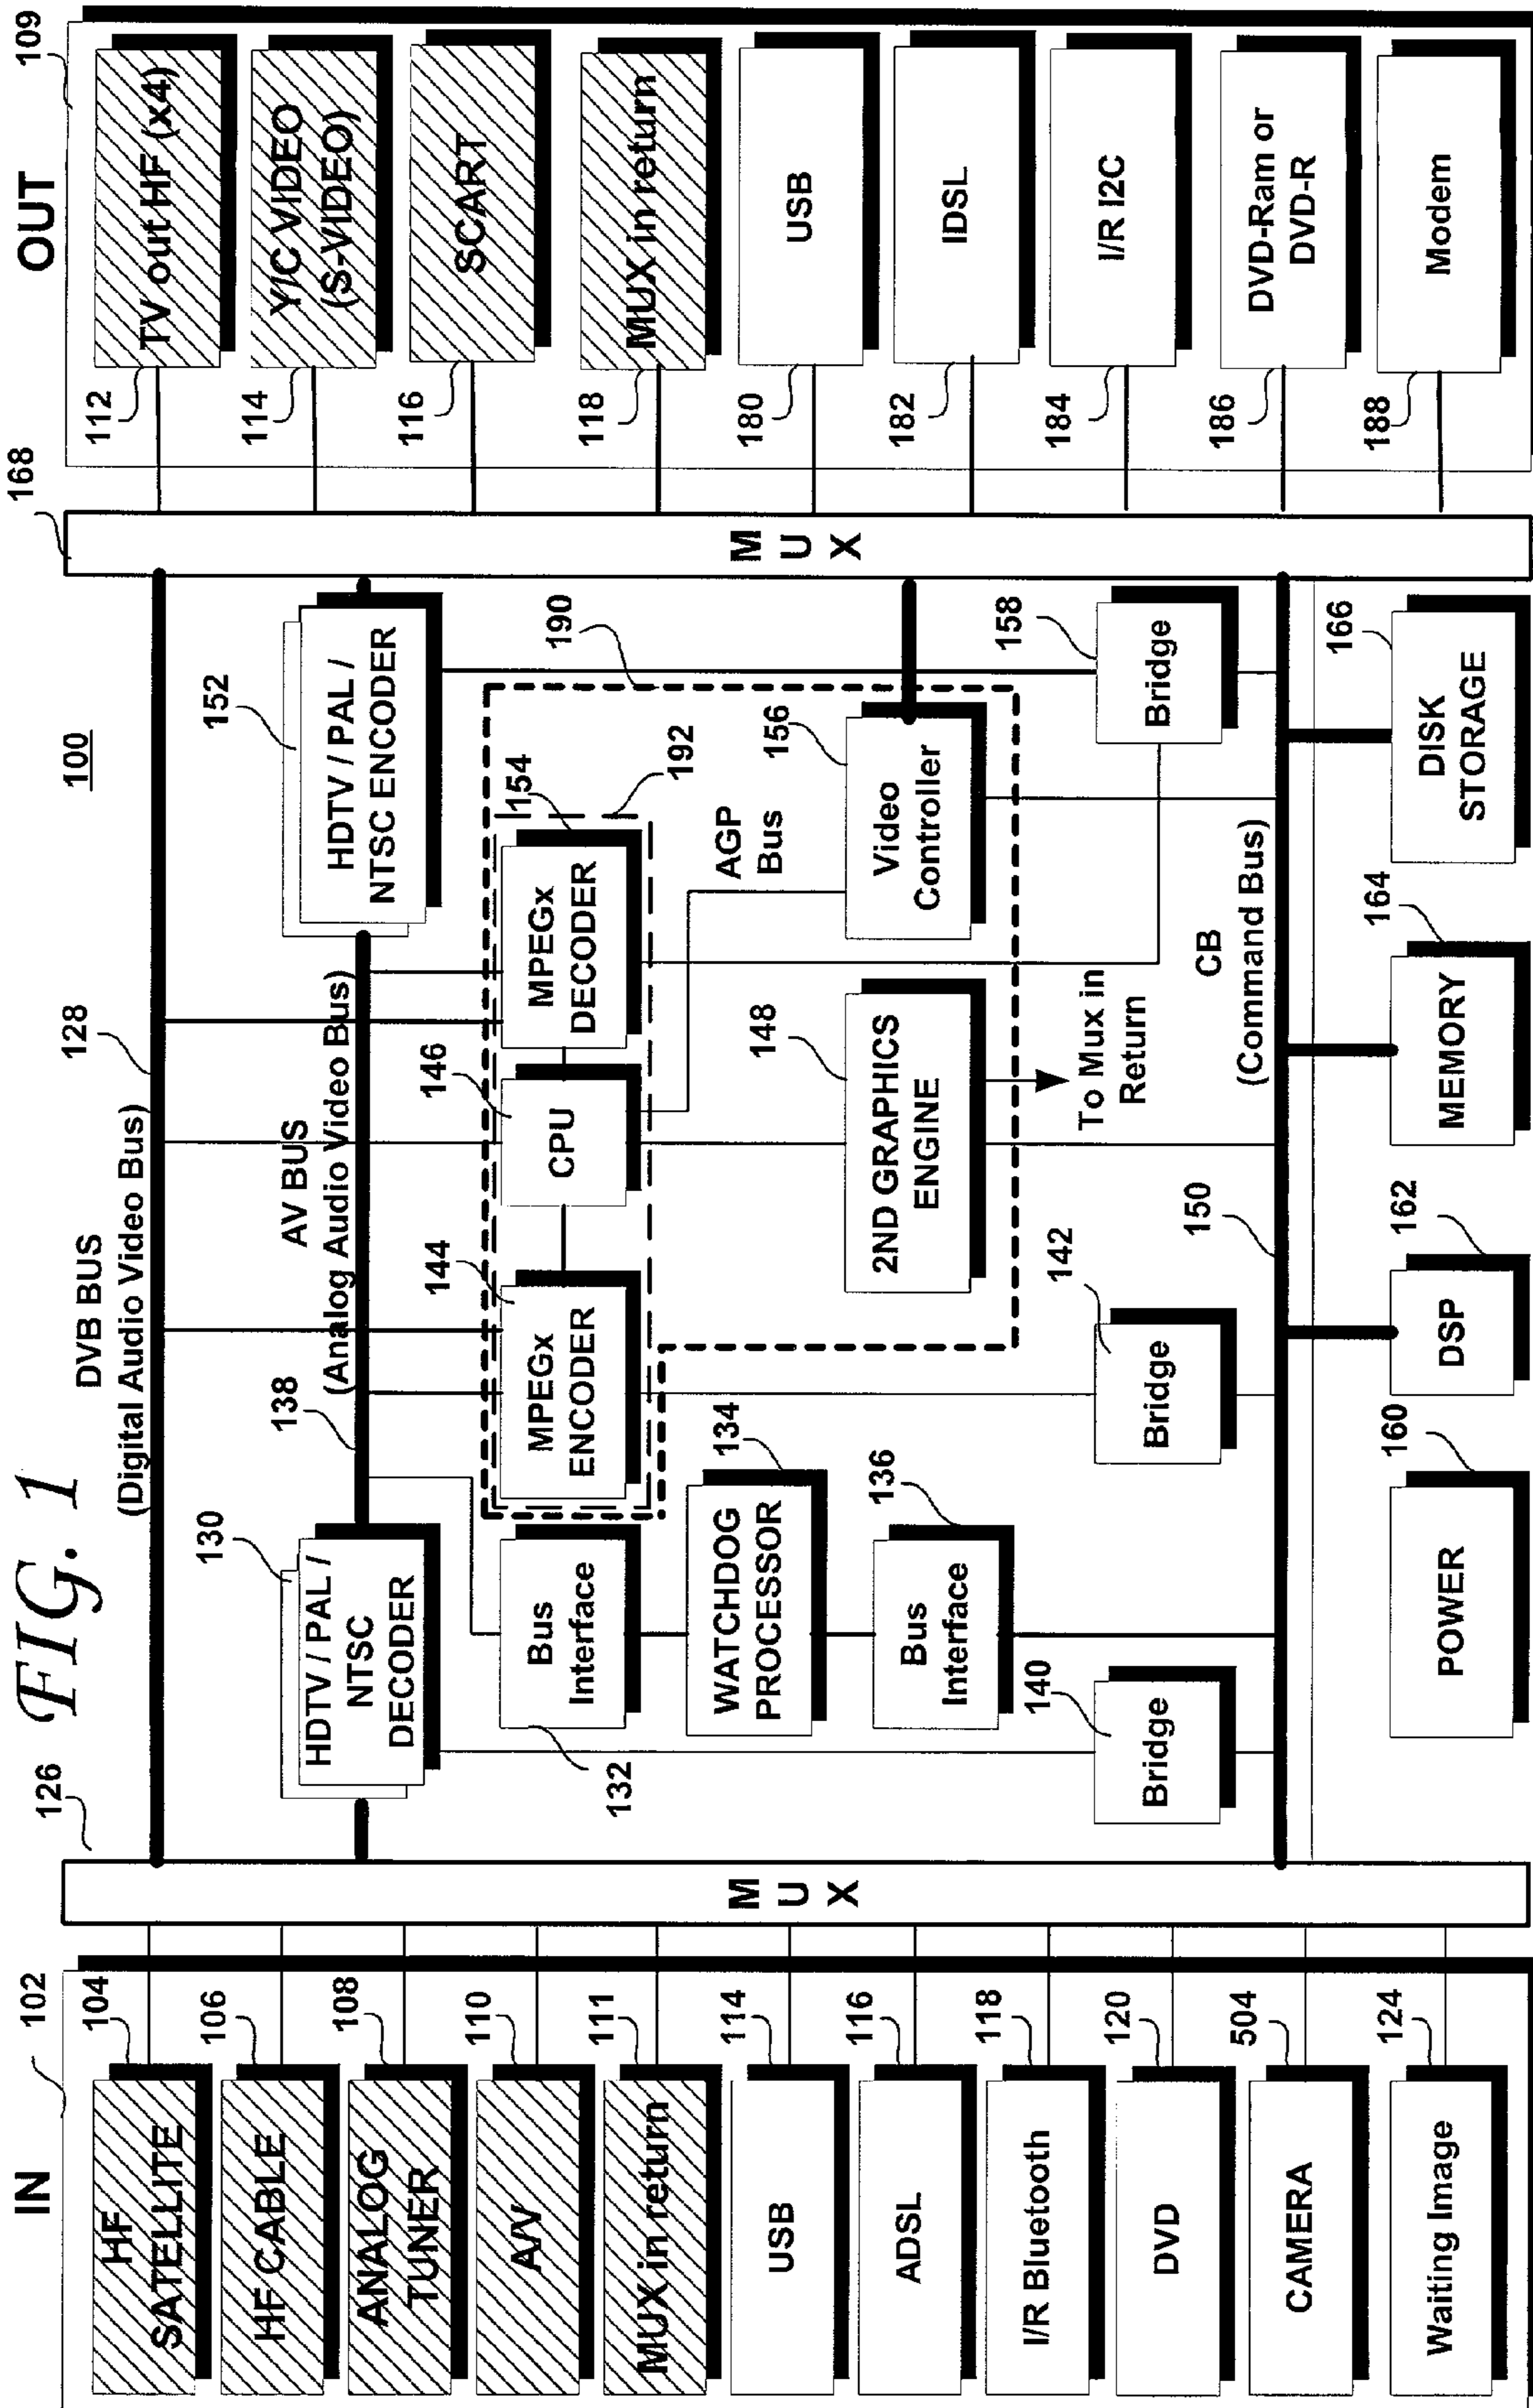 FIG. 1
100
IN
102
HF
SATELLITE
104
HF CABLE
106
ANALOG
TUNER
108
A/V
110
MUX in return
111
USB
114
ADSL
116
I/R Bluetooth
118
DVD
120
CAMERA
504
Waiting Image
124
126
M
U
X
DVB BUS
(Digital Audio Video Bus)
128
AV BUS
(Analog Audio Video Bus)
138
130
HDTV / PAL /
NTSC
DECODER
152
HDTV / PAL /
NTSC ENCODER
Bus
Interface
132
WATCHDOG
PROCESSOR
134
Bus
Interface
136
Bridge
140
144
MPEGx
ENCODER
146
CPU
154
MPEGx
DECODER
192
190
AGP
Bus
148
2ND GRAPHICS
ENGINE
To Mux in
Return
156
Video
Controller
142
Bridge
158
Bridge
150
CB
(Command Bus)
160
POWER
162
DSP
164
MEMORY
166
DISK
STORAGE
168
M
U
X
OUT
109
112
TV out HF (x4)
114
Y/C VIDEO
(S-VIDEO)
116
SCART
118
MUX in return
180
USB
182
IDSL
184
I/R I2C
186
DVD-Ram or
DVD-R
188
Modem